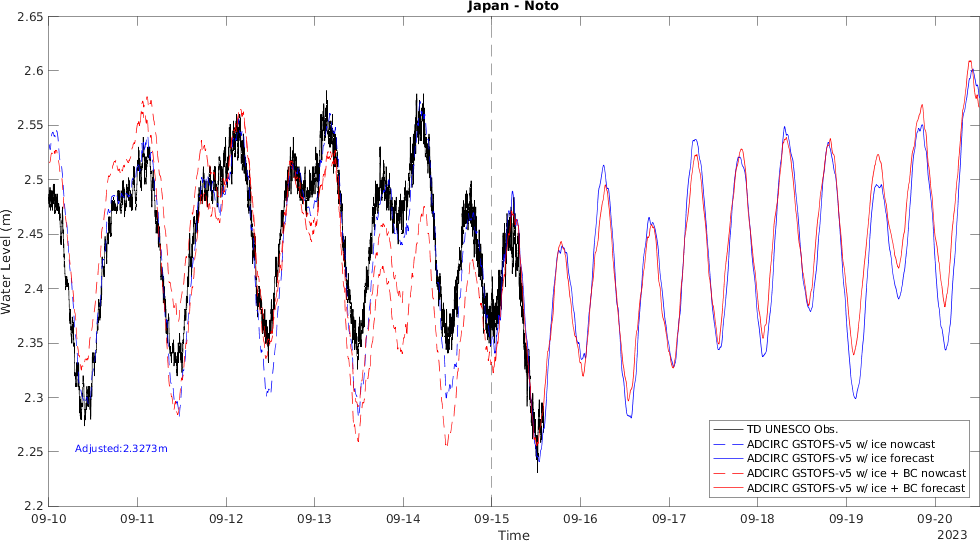 Japan - Noto
2.65
2.6
2.55
2.5
2.45
2.4
2.35
2.3
2.25
2.2
Water Level (m)
Adjusted:2.3273m
TD UNESCO Obs.
ADCIRC GSTOFS-v5 w/ ice nowcast
ADCIRC GSTOFS-v5 w/ ice forecast
ADCIRC GSTOFS-v5 w/ ice + BC nowcast
ADCIRC GSTOFS-v5 w/ ice + BC forecast
09-10 09-11 09-12 09-13 09-14 09-15 09-16 09-17 09-18 09-19 09-20
Time
2023